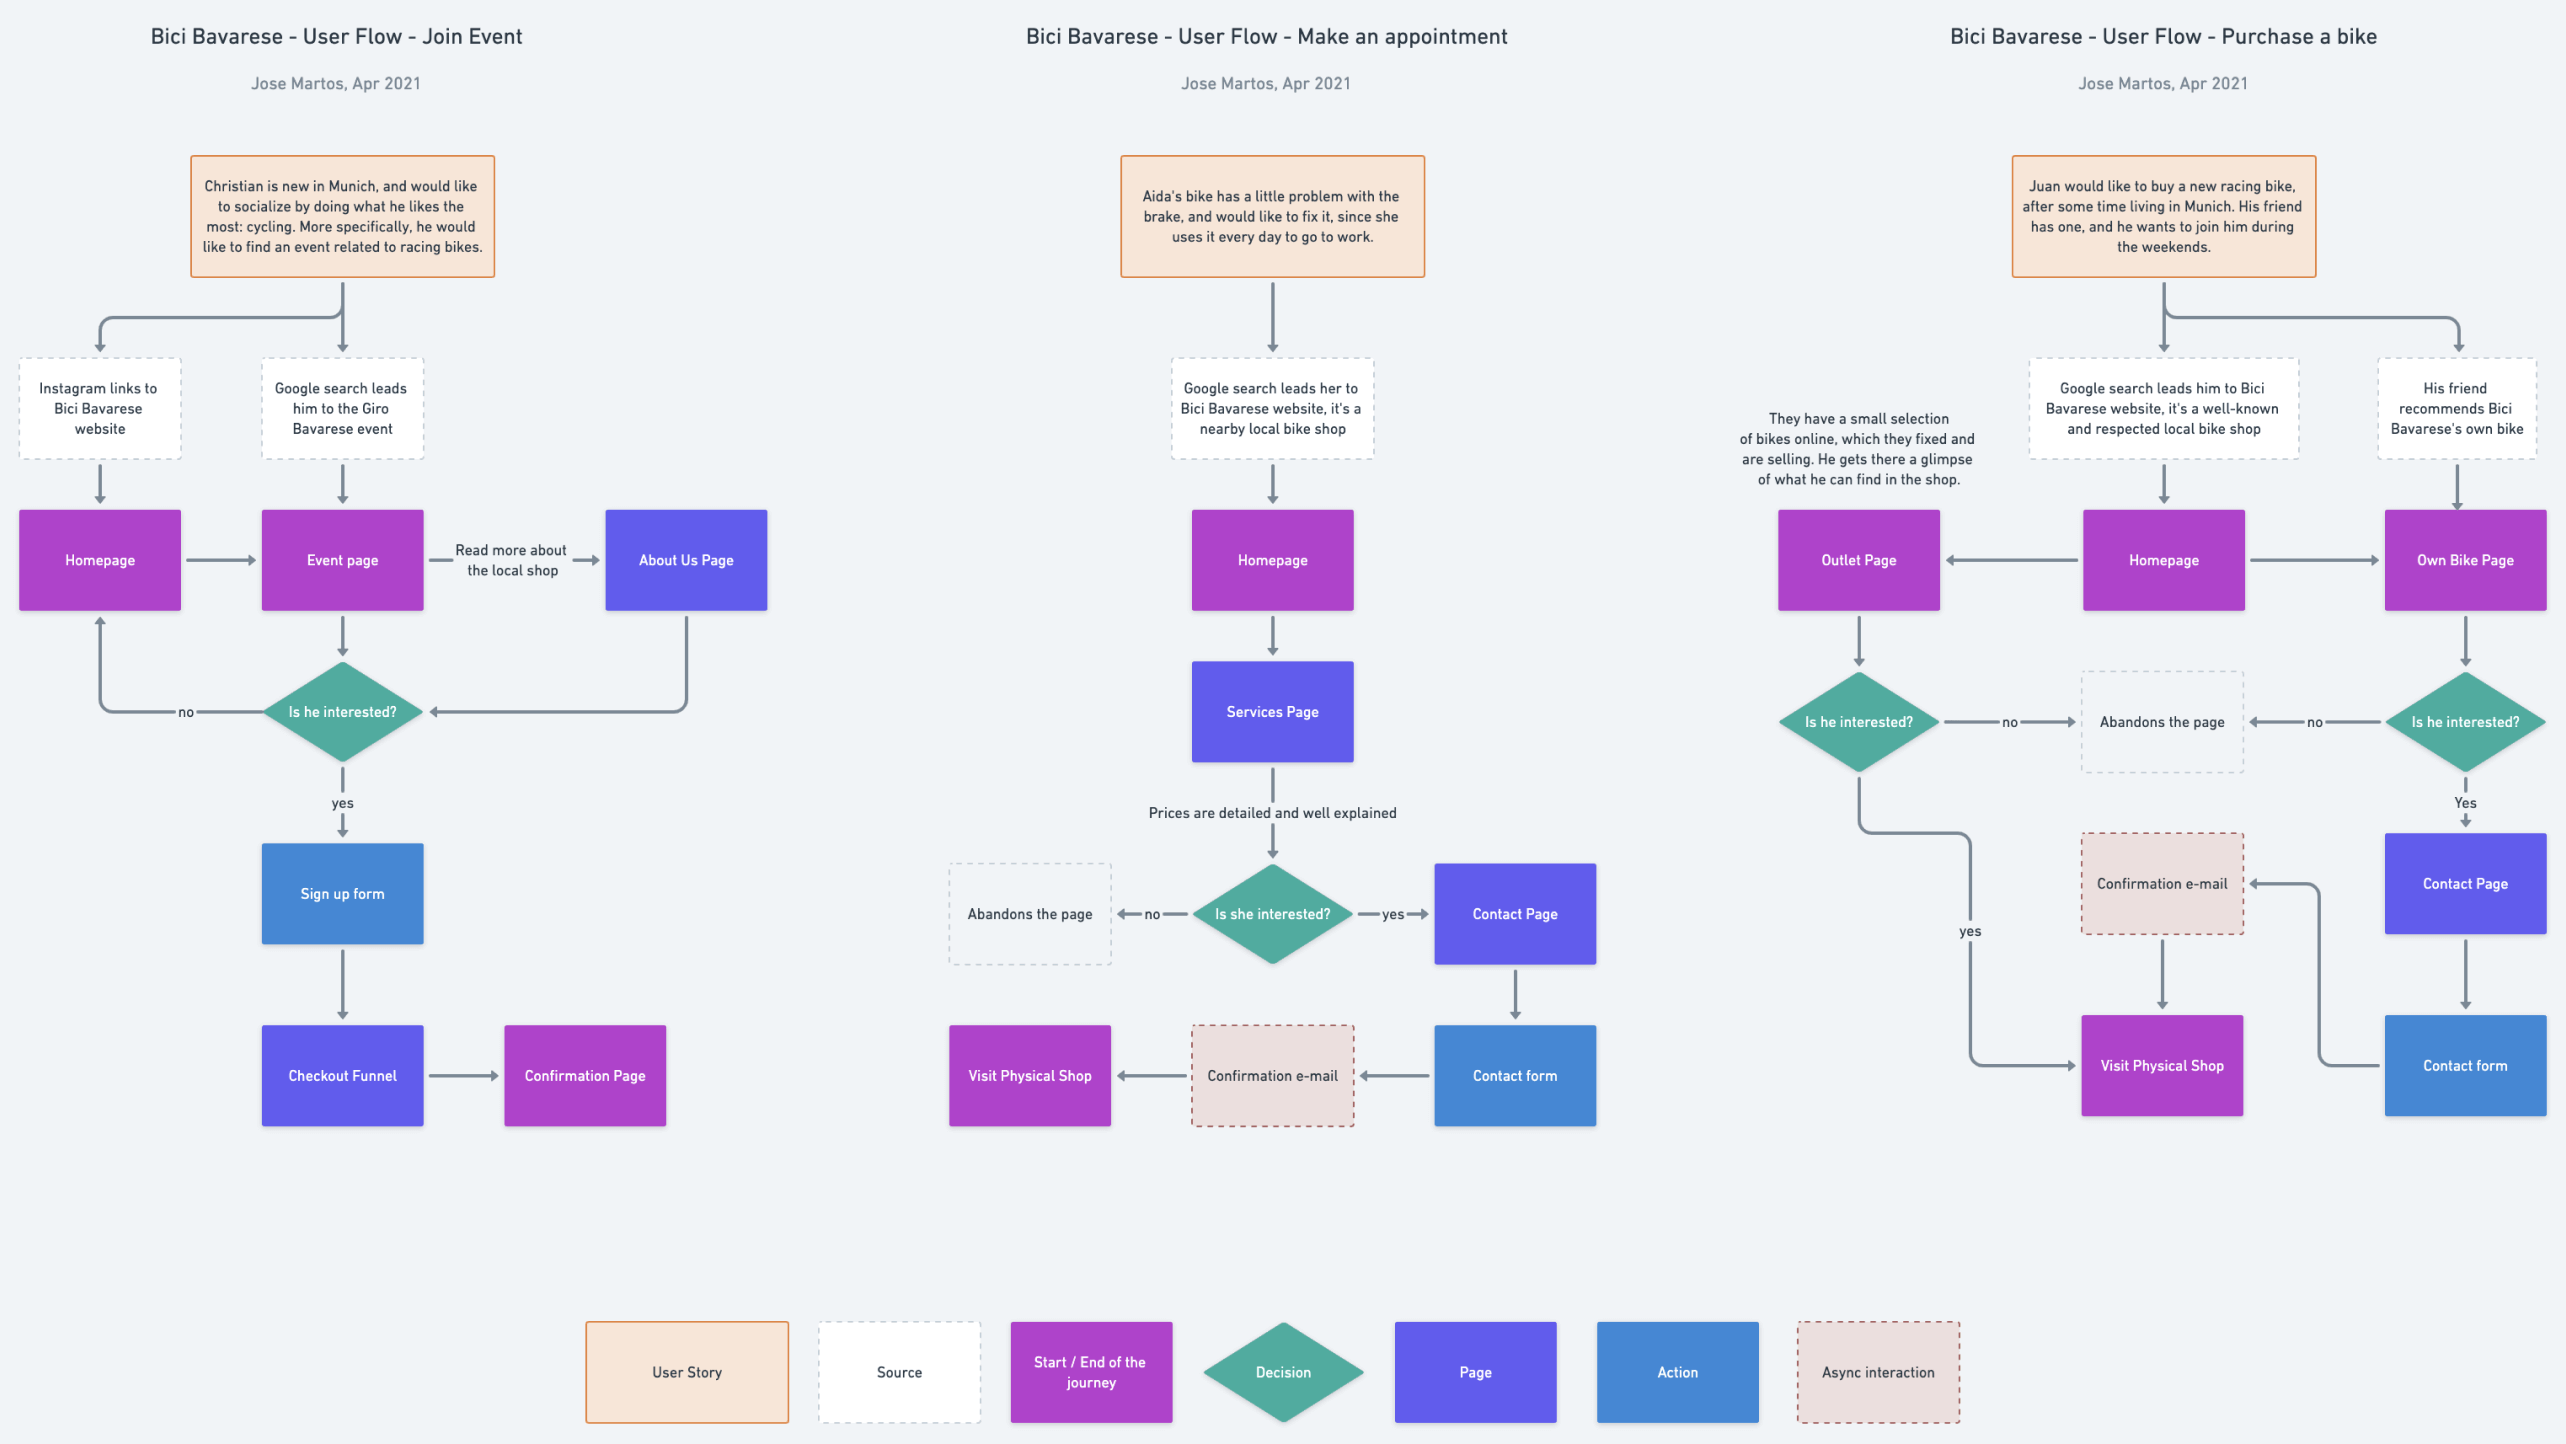 Bici Bavarese - User Flow - Join Event
Jose Martos, Apr 2021
Christian is new in Munich, and would like
to socialize by doing what he likes the
most: cycling. More specifically, he would
like to find an event related to racing bikes.
Instagram links to
Bici Bavarese
website
Google search leads
him to the Giro
Bavarese event
Homepage
Event page
Read more about
the local shop
About Us Page
no
Is he interested?
yes
Sign up form
Checkout Funnel
Confirmation Page
Bici Bavarese - User Flow - Make an appointment
Jose Martos, Apr 2021
Aida's bike has a little problem with the
brake, and would like to fix it, since she
uses it every day to go to work.
Google search leads her to
Bici Bavarese website, it's a
nearby local bike shop
Homepage
Services Page
Prices are detailed and well explained
Abandons the page
no
Is she interested?
yes
Contact Page
Visit Physical Shop
Confirmation e-mail
Contact form
Bici Bavarese - User Flow - Purchase a bike
Jose Martos, Apr 2021
Juan would like to buy a new racing bike,
after some time living in Munich. His friend
has one, and he wants to join him during
the weekends.
They have a small selection
of bikes online, which they fixed and
are selling. He gets there a glimpse
of what he can find in the shop.
Google search leads him to Bici
Bavarese website, it's a well-known
and respected local bike shop
His friend
recommends Bici
Bavarese's own bike
Outlet Page
Homepage
Own Bike Page
Is he interested?
no
Abandons the page
no
Is he interested?
Yes
Confirmation e-mail
Contact Page
yes
Visit Physical Shop
Contact form
User Story
Source
Start / End of the
journey
Decision
Page
Action
Async interaction